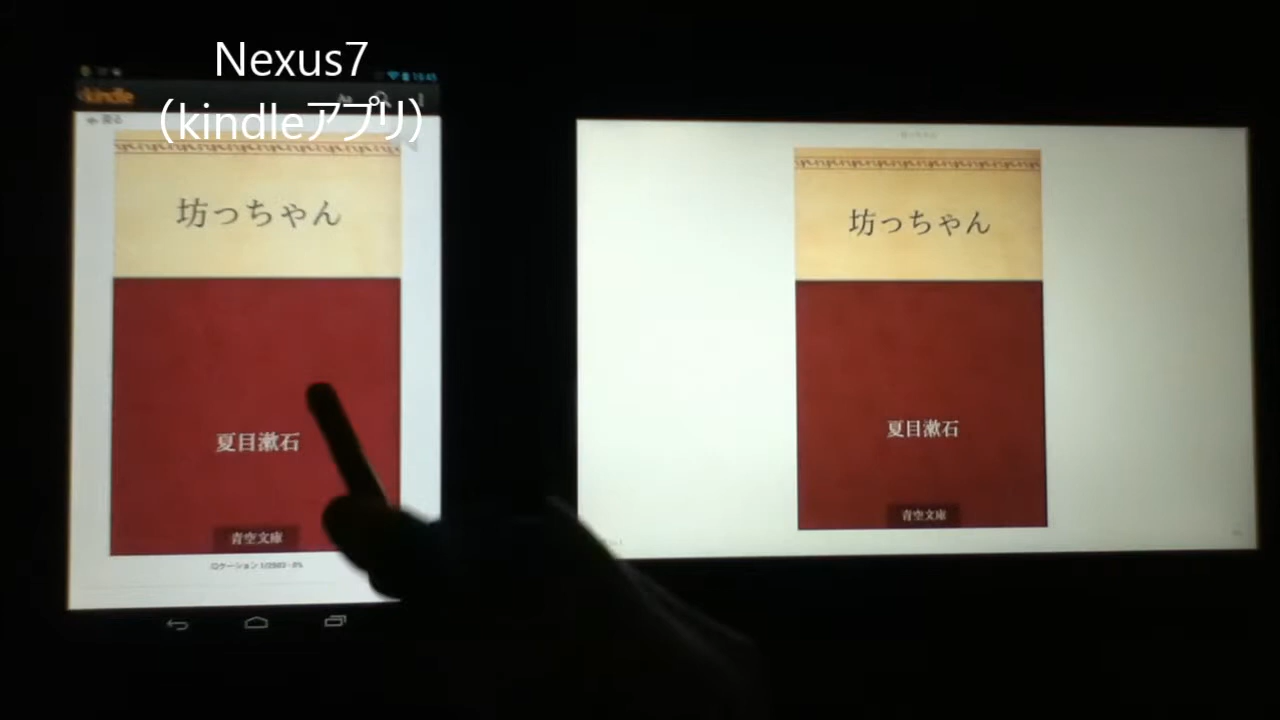 Nexus7
（kindleアプリ）
kindle
坊っちゃん
夏目漱石
青空文庫
坊っちゃん
夏目漱石
青空文庫